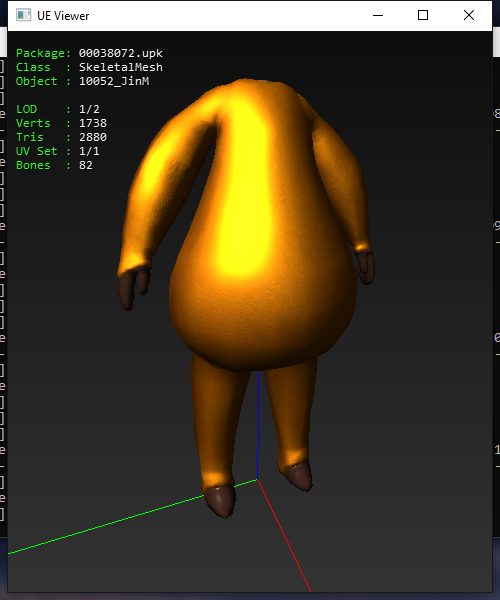 UE Viewer
Package: 00038072.upk
Class : SkeletalMesh
Object : 10052_JinM
LOD : 1/2
Verts : 1738
Tris : 2880
UV Set : 1/1
Bones : 82